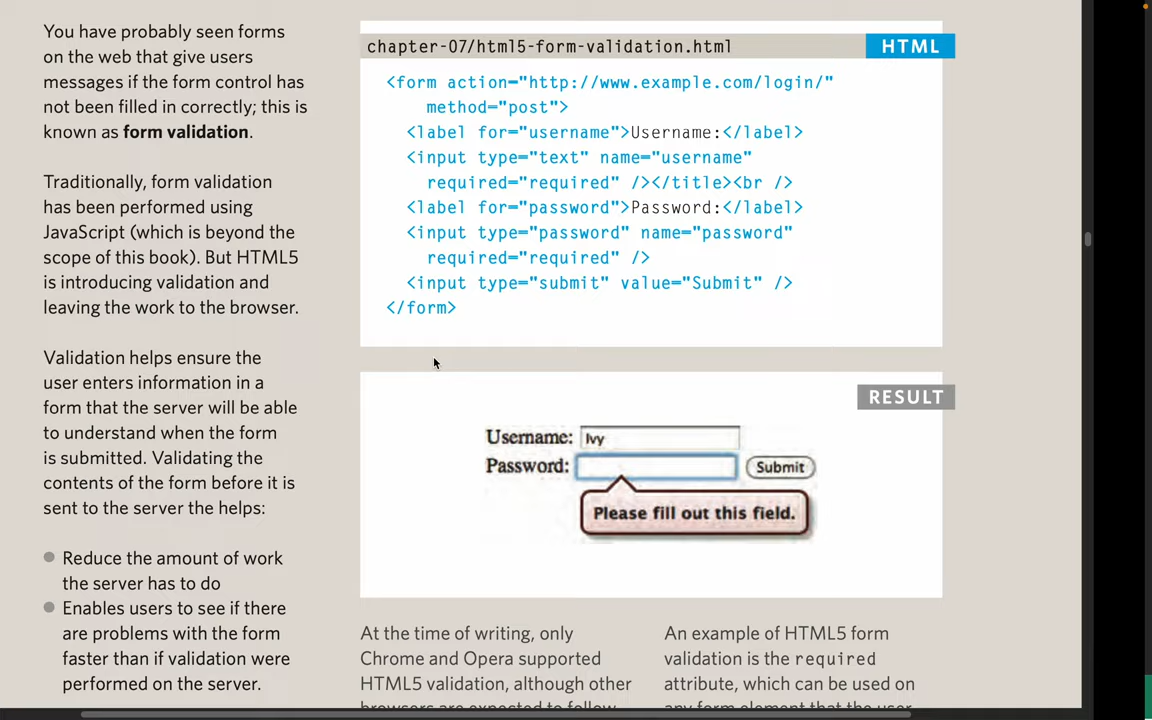 You have probably seen forms
on the web that give users
messages if the form control has
not been filled in correctly; this is
known as form validation.
Traditionally, form validation
has been performed using
JavaScript (which is beyond the
scope of this book). But HTML5
is introducing validation and
leaving the work to the browser.
Validation helps ensure the
user enters information in a
form that the server will be able
to understand when the form
is submitted. Validating the
contents of the form before it is
sent to the server the helps:
Reduce the amount of work
the server has to do
Enables users to see if there
are problems with the form
faster than if validation were
performed on the server.
chapter-07/html5-form-validation.html
HTML
<form action="http://www.example.com/login/"
method="post">
<label for="username">Username:</label>
<input type="text" name="username"
required="required" /></title><br />
<label for="password">Password:</label>
<input type="password" name="password"
required="required" />
<input type="submit" value="Submit" />
</form>
RESULT
Username: Ivy
Password: Submit
Please fill out this field.
At the time of writing, only
Chrome and Opera supported
HTML5 validation, although other
browsers are expected to follow
An example of HTML5 form
validation is the required
attribute, which can be used on
any form element that the user